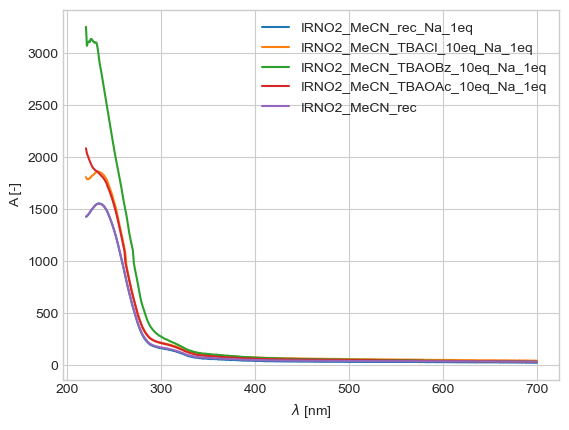 IRNO2_MeCN_rec_Na_1eq
IRNO2_MeCN_TBACl_10eq_Na_1eq
IRNO2_MeCN_TBAOBz_10eq_Na_1eq
IRNO2_MeCN_TBAOAc_10eq_Na_1eq
IRNO2_MeCN_rec
A [-]
3000
2500
2000
1500
1000
500
0
200 300 400 500 600 700
λ [nm]